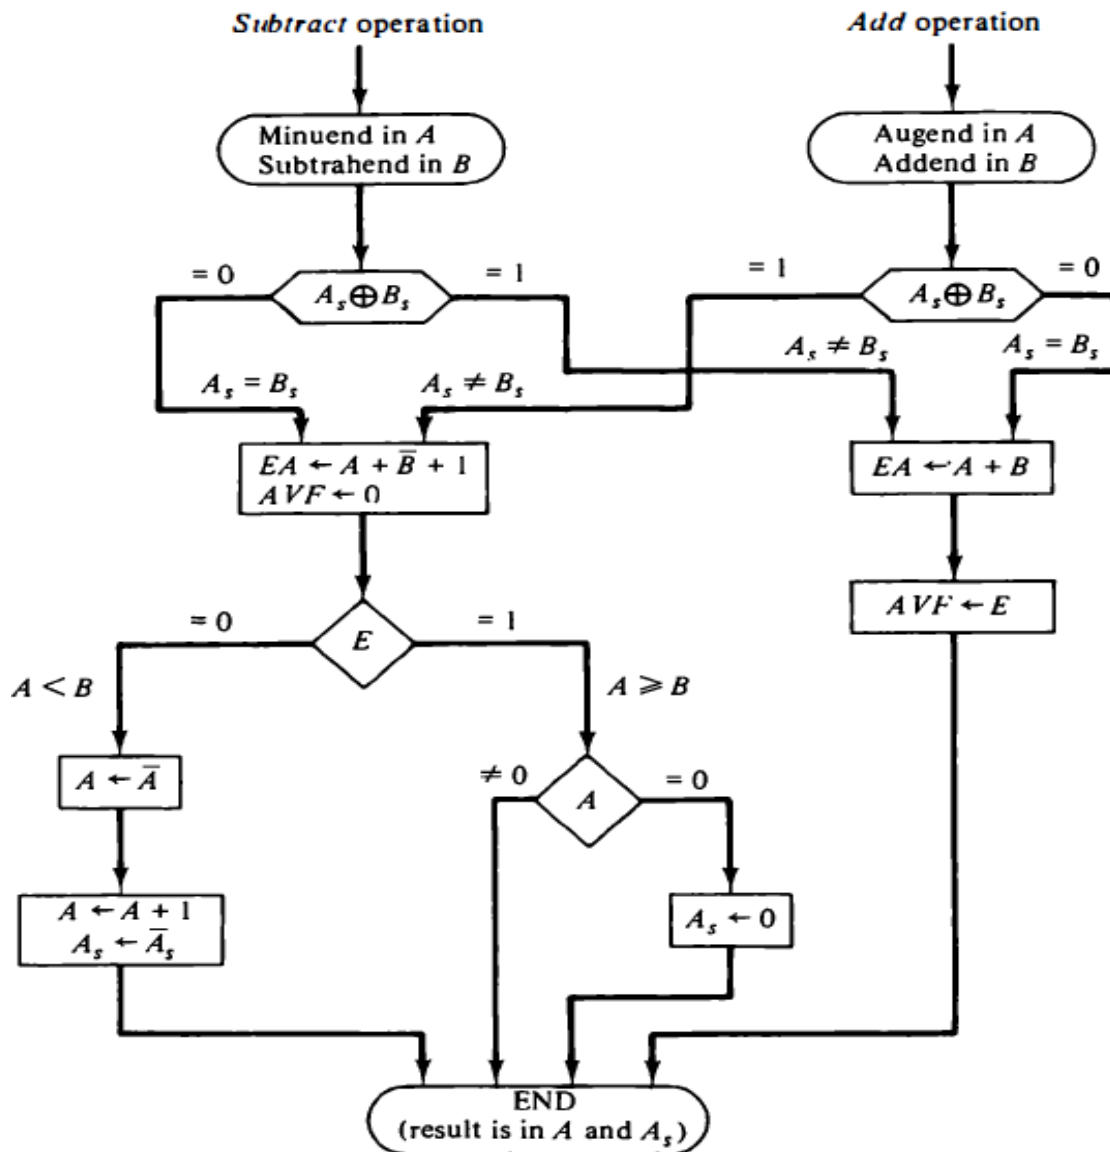 Subtract operation
Add operation
Minuend in A
Subtrahend in B
Augend in A
Addend in B
= 0
A_s ⊕ B_s
= 1
= 1
A_s ⊕ B_s
= 0
A_s = B_s
A_s ≠ B_s
A_s ≠ B_s
A_s = B_s
EA ← A + B̅ + 1
AVF ← 0
EA ← A + B
= 0
E
= 1
AVF ← E
A < B
A ⩾ B
A ← A̅
≠ 0
A
= 0
A ← A + 1
A_s ← A̅_s
A_s ← 0
END
(result is in A and A_s)